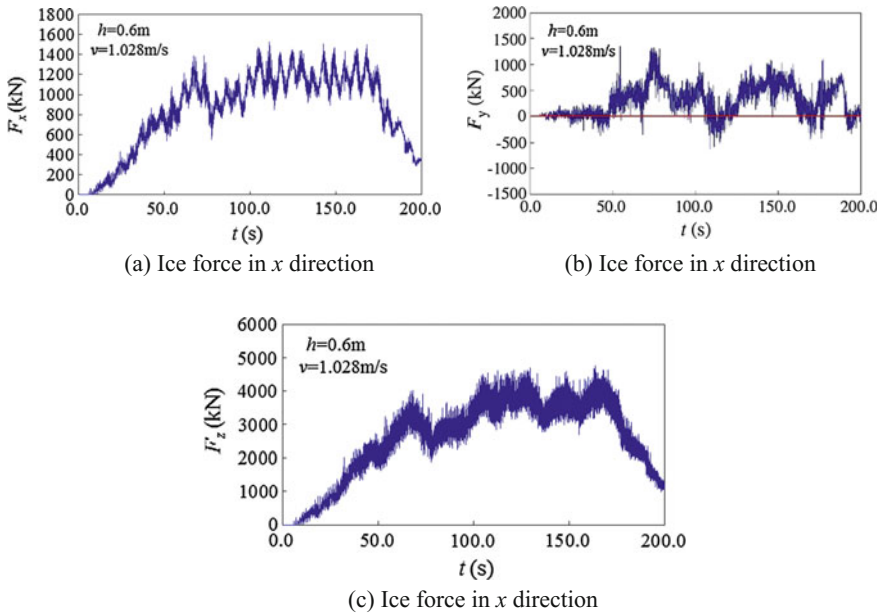 1800
1600
1400
1200
1000
800
600
400
200
0
h=0.6m
v=1.028m/s
Fx (kN)
0.0 50.0 100.0 150.0 200.0
t (s)
(a) Ice force in x direction
2000
1500
1000
500
0
-500
-1000
-1500
h=0.6m
v=1.028m/s
Fy (kN)
0.0 50.0 100.0 150.0 200.0
t (s)
(b) Ice force in x direction
6000
5000
4000
3000
2000
1000
0
h=0.6m
v=1.028m/s
Fz (kN)
0.0 50.0 100.0 150.0 200.0
t (s)
(c) Ice force in x direction